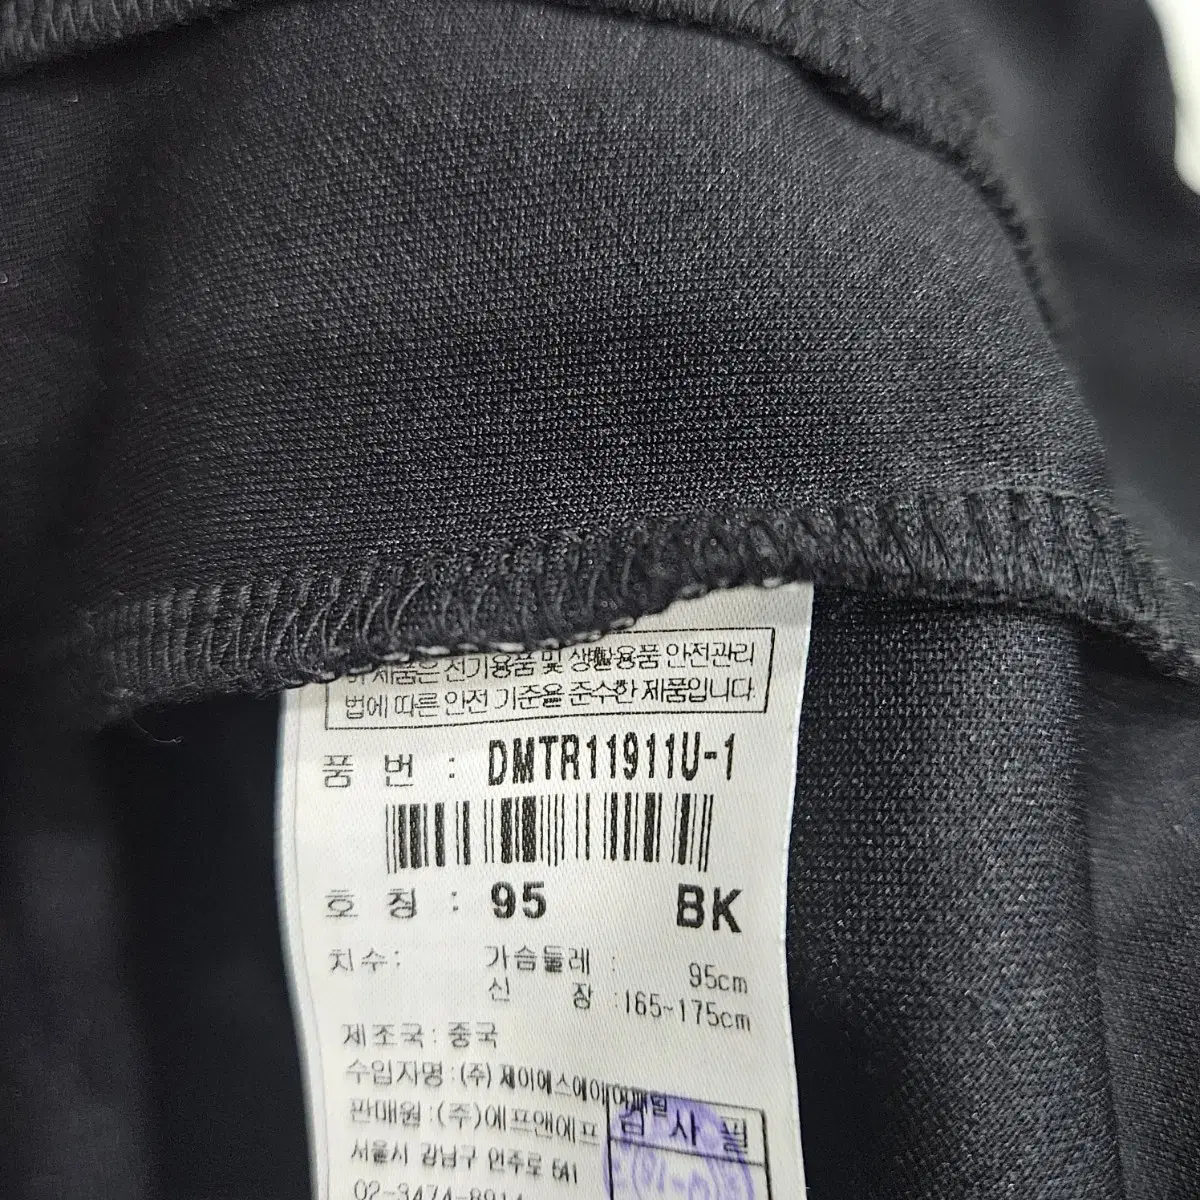 위 제품은 전기용품 및 생활용품 안전관리
법에 따른 안전 기준을 준수한 제품입니다
품 번 : DMTR11911U-1
호 칭 : 95 BK
치수: 가슴둘레 : 95cm
신 장 : 165~175cm
제조국 : 중국
수입자명 : (주) 제이에스에이어패럴
판매원 : (주)에프앤에프
검사필
서울시 강남구 언주로 541
02-3474-8914